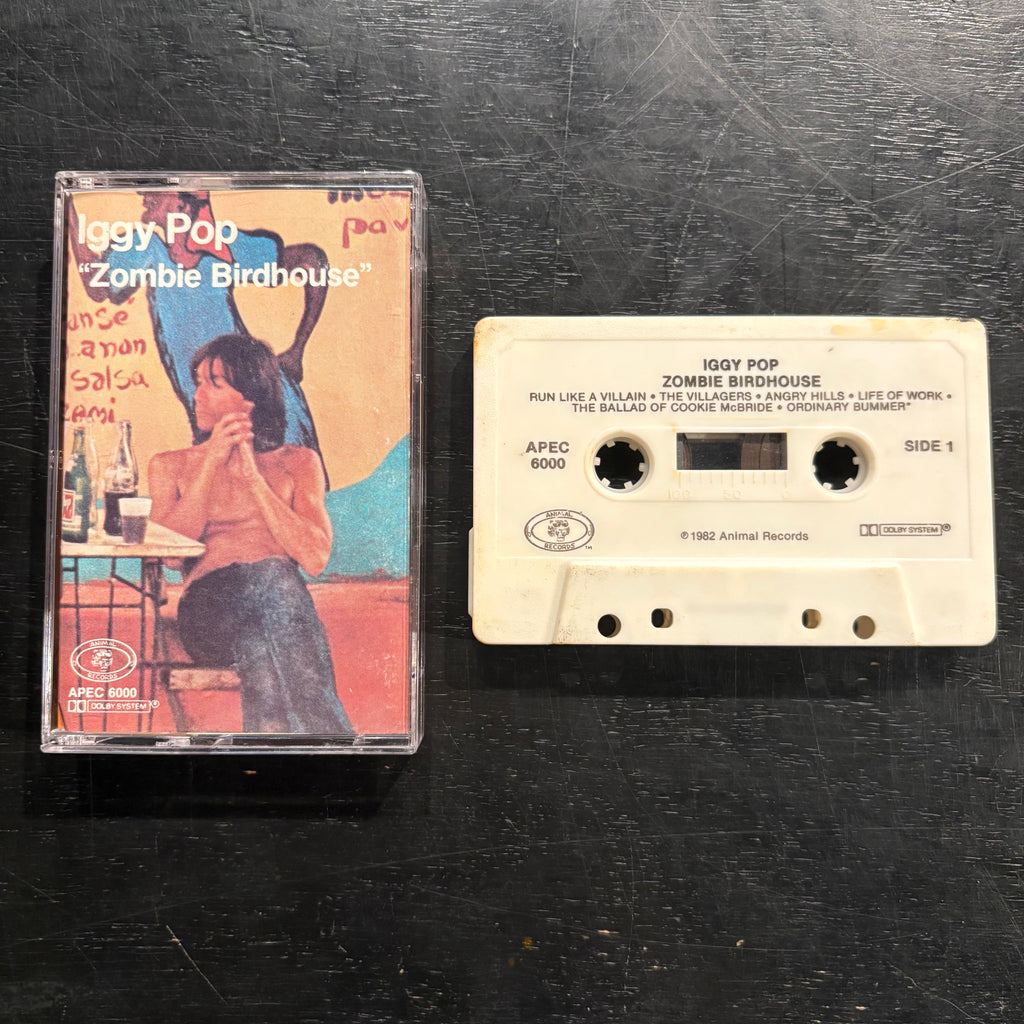 Iggy Pop
“Zombie Birdhouse”
pav
ansé
anon
salsa
zemi
ANIMAL
RECORDS
APEC 6000
DOLBY SYSTEM®
IGGY POP
ZOMBIE BIRDHOUSE
RUN LIKE A VILLAIN • THE VILLAGERS • ANGRY HILLS • LIFE OF WORK •
THE BALLAD OF COOKIE McBRIDE • ORDINARY BUMMER"
APEC
6000
SIDE 1
100 50 0
ANIMAL
RECORDS
TM
℗1982 Animal Records
DOLBY SYSTEM®